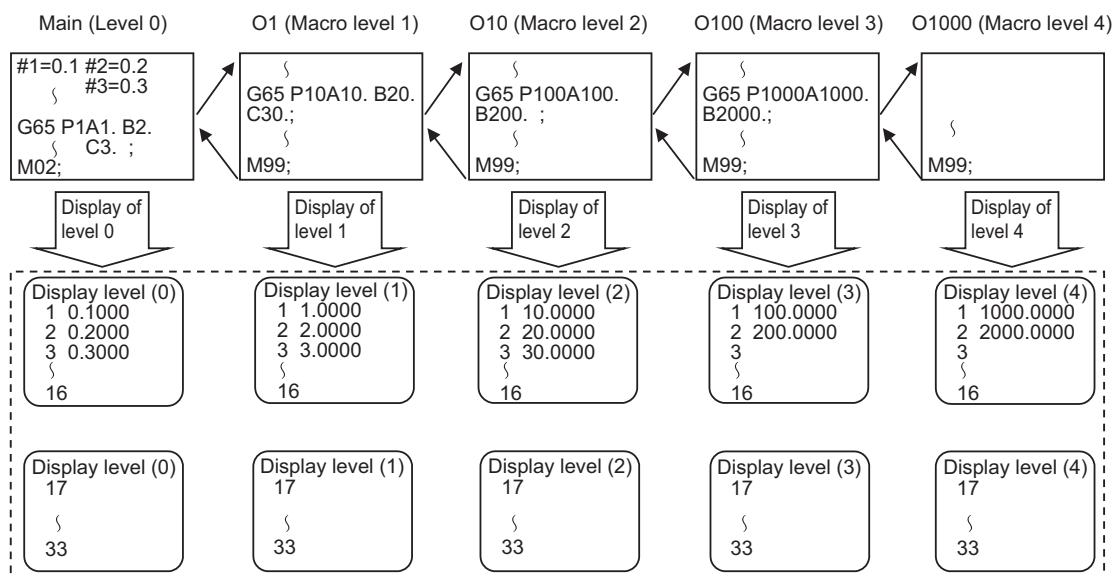 Main (Level 0)
O1 (Macro level 1)
O10 (Macro level 2)
O100 (Macro level 3)
O1000 (Macro level 4)
#1=0.1 #2=0.2
#3=0.3
G65 P1A1. B2.
C3. ;
M02;
G65 P10A10. B20.
C30.;
M99;
G65 P100A100.
B200. ;
M99;
G65 P1000A1000.
B2000.;
M99;
M99;
Display of
level 0
Display of
level 1
Display of
level 2
Display of
level 3
Display of
level 4
Display level (0)
1 0.1000
2 0.2000
3 0.3000
16
Display level (1)
1 1.0000
2 2.0000
3 3.0000
16
Display level (2)
1 10.0000
2 20.0000
3 30.0000
16
Display level (3)
1 100.0000
2 200.0000
3
16
Display level (4)
1 1000.0000
2 2000.0000
3
16
Display level (0)
17
33
Display level (1)
17
33
Display level (2)
17
33
Display level (3)
17
33
Display level (4)
17
33